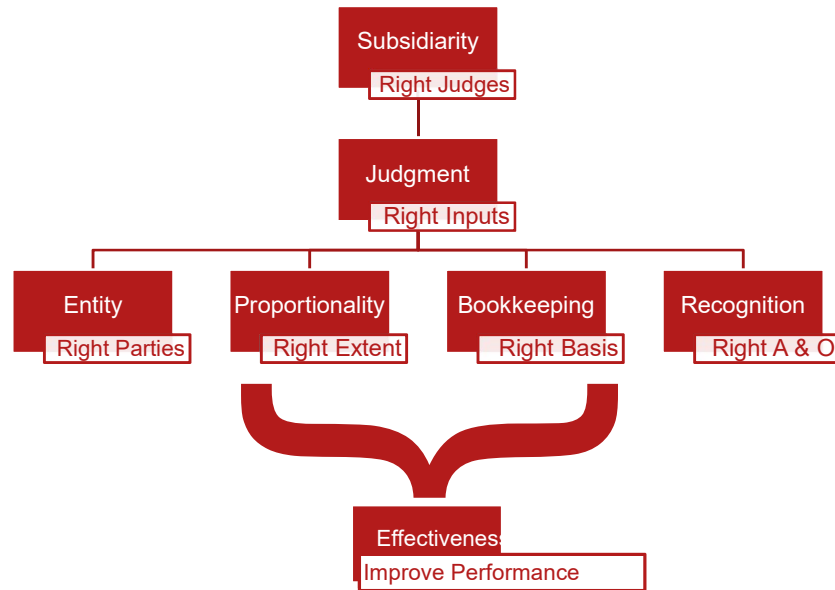 Subsidiarity
Right Judges
Judgment
Right Inputs
Entity
Right Parties
Proportionality
Right Extent
Bookkeeping
Right Basis
Recognition
Right A & O
Effectiveness
Improve Performance